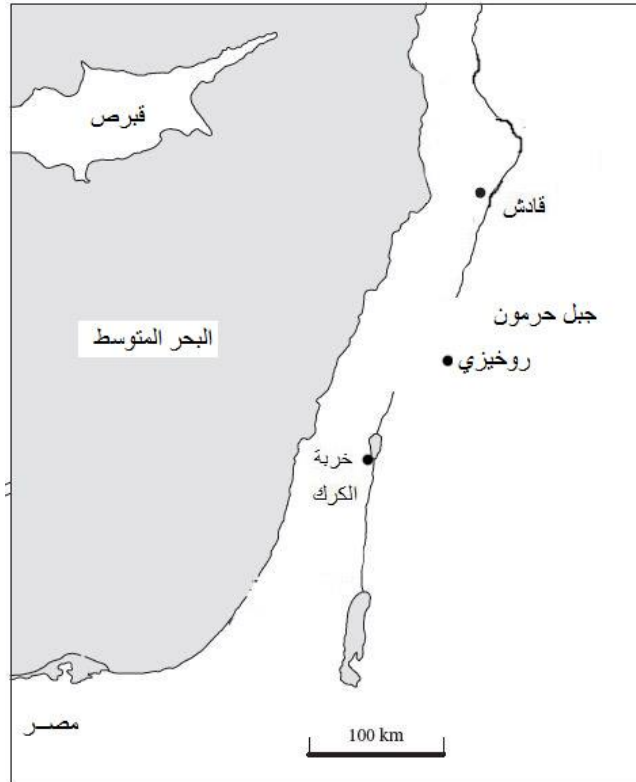 قبرص
قادش
جبل حرمون
البحر المتوسط
روخيزي
خربة
الكرك
مصــر
100 km